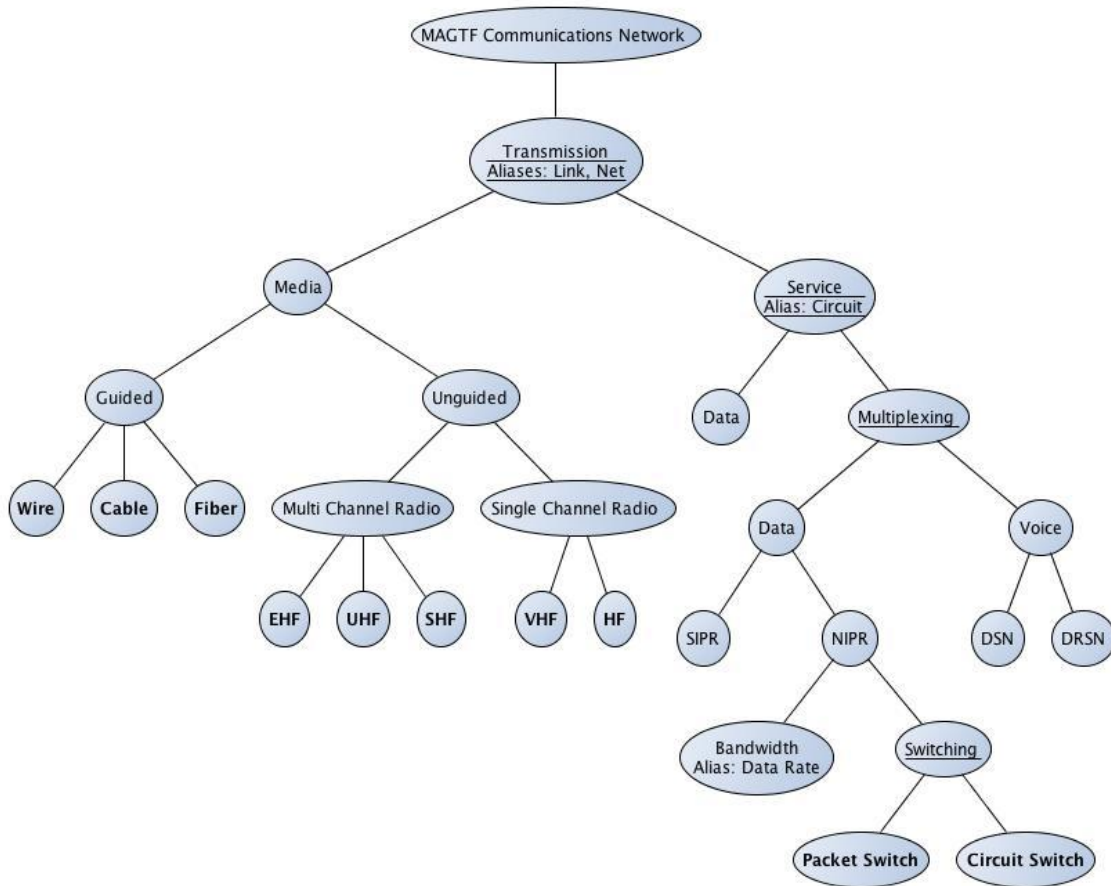 MAGTF Communications Network
Transmission
Aliases: Link, Net
Media
Service
Alias: Circuit
Guided
Unguided
Data
Multiplexing
Wire
Cable
Fiber
Multi Channel Radio
Single Channel Radio
Data
Voice
EHF
UHF
SHF
VHF
HF
SIPR
NIPR
DSN
DRSN
Bandwidth
Alias: Data Rate
Switching
Packet Switch
Circuit Switch